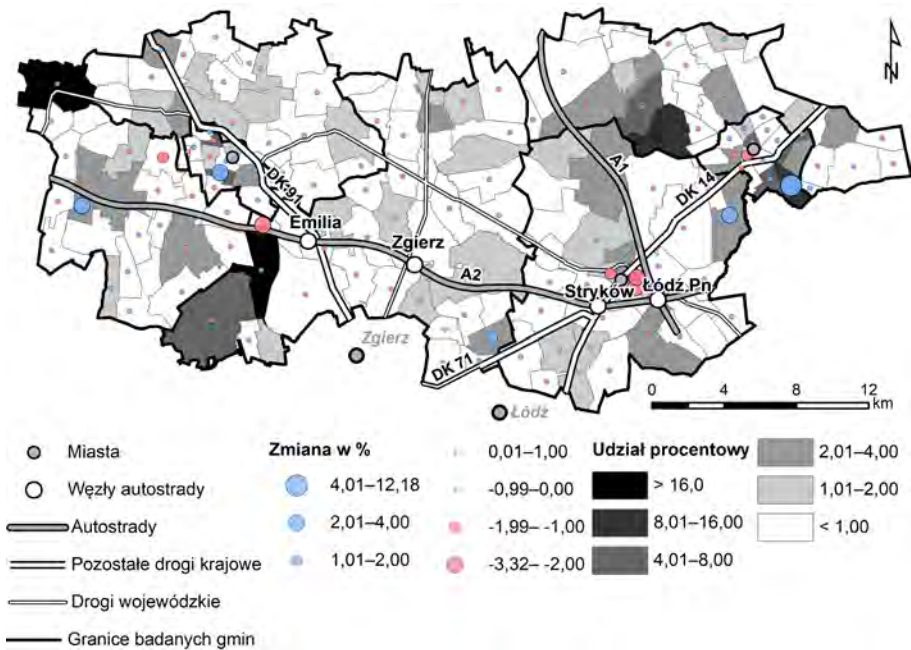 N
A1
DK 14
DK 91
Emilia
Zgierz
A2
Stryków
Łódź Pn.
Zgierz
DK 71
Łódź
0 4 8 12
km
Miasta
Węzły autostrady
Autostrady
Pozostałe drogi krajowe
Drogi wojewódzkie
Granice badanych gmin
Zmiana w %
4,01–12,18
2,01–4,00
1,01–2,00
0,01–1,00
-0,99–0,00
-1,99– -1,00
-3,32– -2,00
Udział procentowy
> 16,0
8,01–16,00
4,01–8,00
2,01–4,00
1,01–2,00
< 1,00